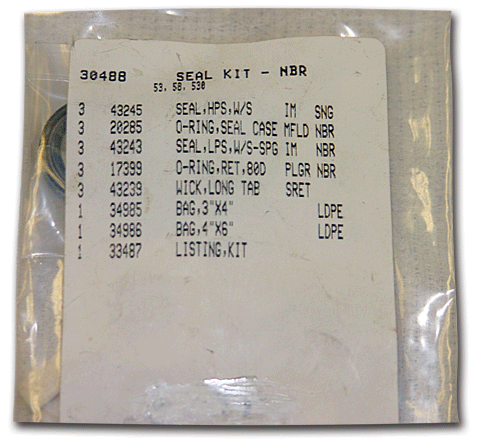 30488 SEAL KIT - NBR
53, 58, 530
3 43245 SEAL,HPS,W/S IM SNG
3 20285 O-RING,SEAL CASE MFLD NBR
3 43243 SEAL,LPS,W/S-SPG IM NBR
3 17399 O-RING,RET,80D PLGR NBR
3 43239 WICK,LONG TAB SRET
1 34985 BAG,3"X4" LDPE
1 34986 BAG,4"X6" LDPE
1 33487 LISTING,KIT